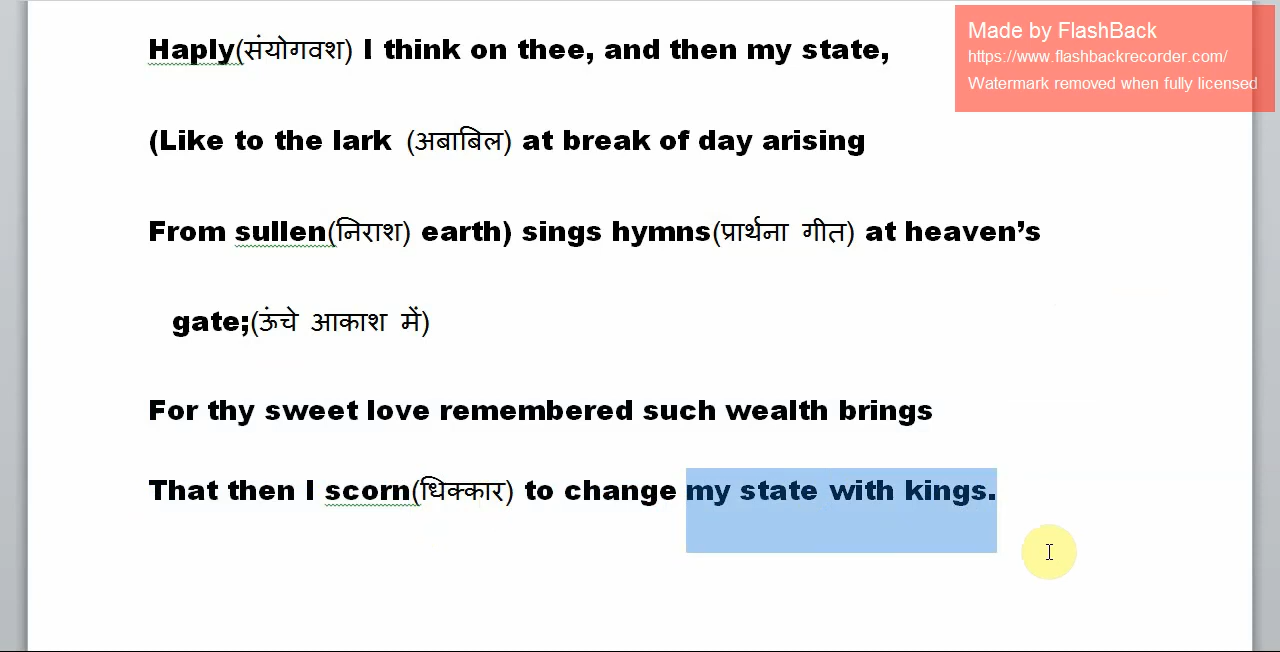 Made by FlashBack
https://www.flashbackrecorder.com/
Watermark removed when fully licensed
Haply(संयोगवश) I think on thee, and then my state,
(Like to the lark (अबाबिल) at break of day arising
From sullen(निराश) earth) sings hymns(प्रार्थना गीत) at heaven’s
gate;(ऊंचे आकाश में)
For thy sweet love remembered such wealth brings
That then I scorn(धिक्कार) to change my state with kings.